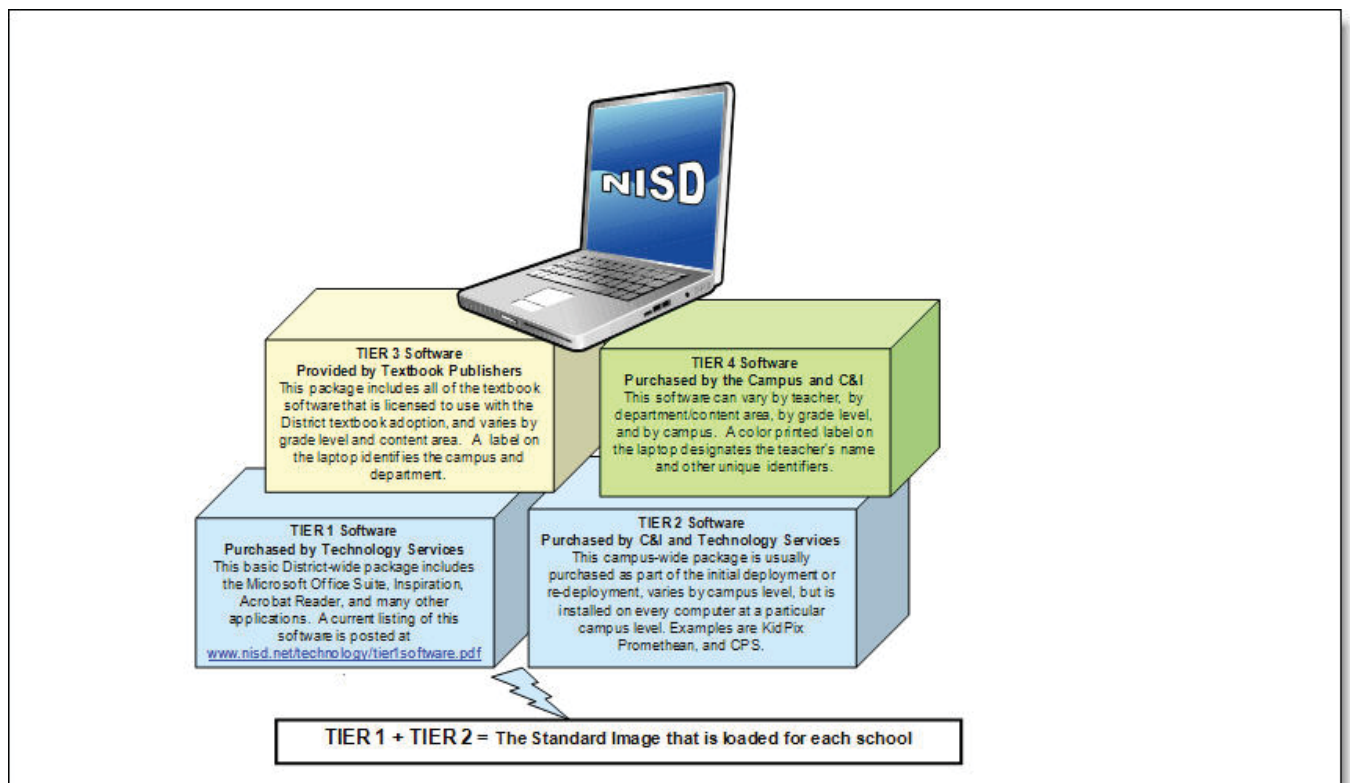 NISD
TIER 3 Software
Provided by Textbook Publishers
This package includes all of the textbook
software that is licensed to use with the
District textbook adoption, and varies by
grade level and content area. A label on
the laptop identifies the campus and
department.
TIER 4 Software
Purchased by the Campus and C&I
This software can vary by teacher, by
department/content area, by grade level,
and by campus. A color printed label on
the laptop designates the teacher's name
and other unique identifiers.
TIER 1 Software
Purchased by Technology Services
This basic District-wide package includes
the Microsoft Office Suite, Inspiration,
Acrobat Reader, and many other
applications. A current listing of this
software is posted at
www.nisd.net/technology/tier1software.pdf
TIER 2 Software
Purchased by C&I and Technology Services
This campus-wide package is usually
purchased as part of the initial deployment or
re-deployment, varies by campus level, but is
installed on every computer at a particular
campus level. Examples are KidPix
Promethean, and CPS.
TIER 1 + TIER 2 = The Standard Image that is loaded for each school